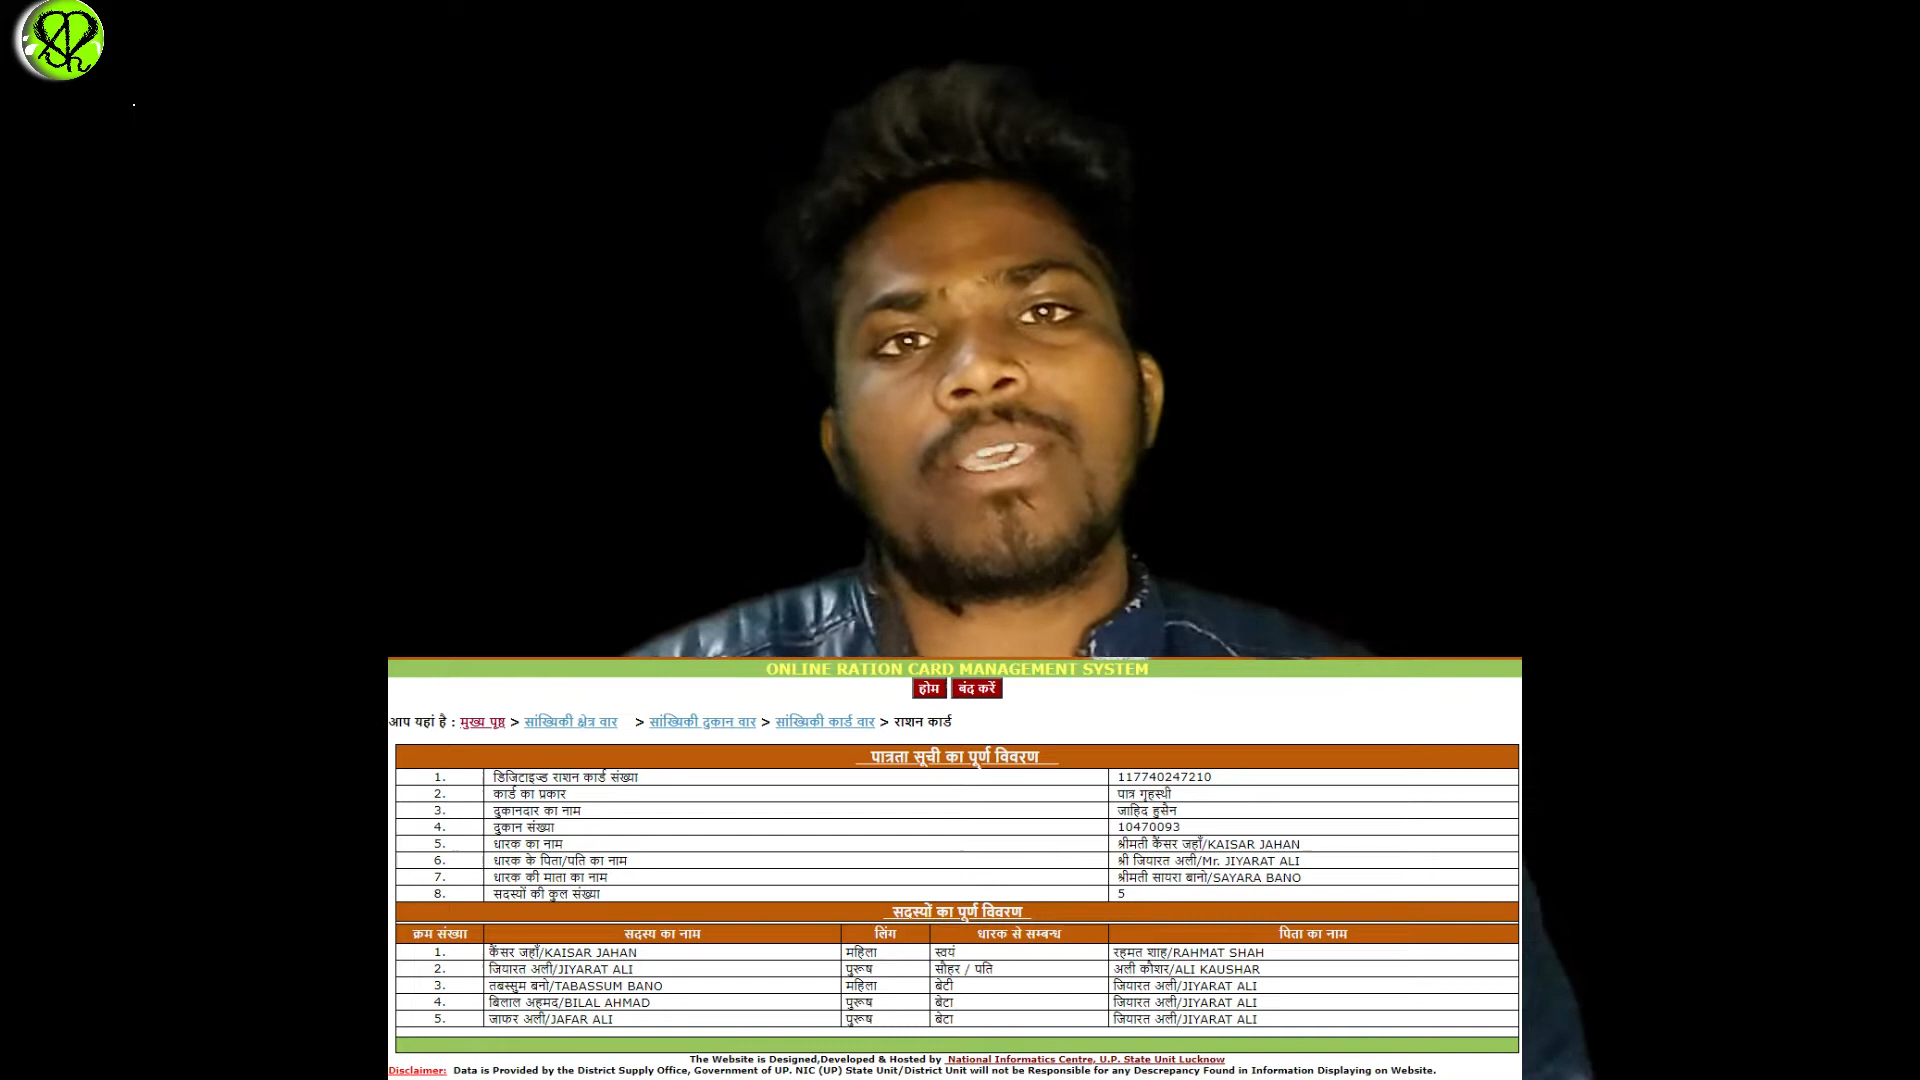 ONLINE RATION CARD MANAGEMENT SYSTEM
होम बंद करें
आप यहां है : मुख्य पृष्ठ > सांख्यिकी क्षेत्र वार > सांख्यिकी दुकान वार > सांख्यिकी कार्ड वार > राशन कार्ड
पात्रता सूची का पूर्ण विवरण
1. डिजिटाइज्ड राशन कार्ड संख्या 117740247210
2. कार्ड का प्रकार पात्र गृहस्थी
3. दुकानदार का नाम जाहिद हुसैन
4. दुकान संख्या 10470093
5. धारक का नाम श्रीमती कैंसर जहाँ/KAISAR JAHAN
6. धारक के पिता/पति का नाम श्री जियारत अली/Mr. JIYARAT ALI
7. धारक की माता का नाम श्रीमती सायरा बानो/SAYARA BANO
8. सदस्यों की कुल संख्या 5
सदस्यों का पूर्ण विवरण
क्रम संख्या सदस्य का नाम लिंग धारक से सम्बन्ध पिता का नाम
1. कैंसर जहाँ/KAISAR JAHAN महिला स्वयं रहमत शाह/RAHMAT SHAH
2. जियारत अली/JIYARAT ALI पुरूष सौहर / पति अली कौशर/ALI KAUSHAR
3. तबस्सुम बनो/TABASSUM BANO महिला बेटी जियारत अली/JIYARAT ALI
4. बिलाल अहमद/BILAL AHMAD पुरूष बेटा जियारत अली/JIYARAT ALI
5. जाफर अली/JAFAR ALI पुरूष बेटा जियारत अली/JIYARAT ALI
The Website is Designed,Developed & Hosted by National Informatics Centre, U.P. State Unit Lucknow
Disclaimer: Data is Provided by the District Supply Office, Government of UP. NIC (UP) State Unit/District Unit will not be Responsible for any Descrepancy Found in Information Displaying on Website.